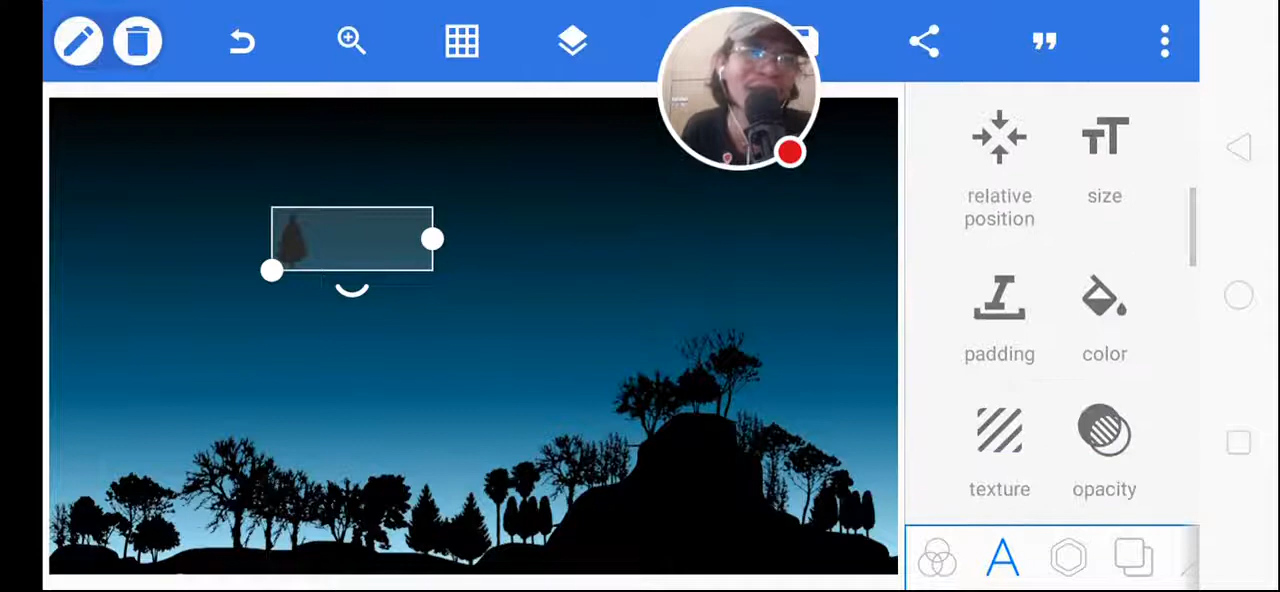 relative
position
size
padding
color
texture
opacity